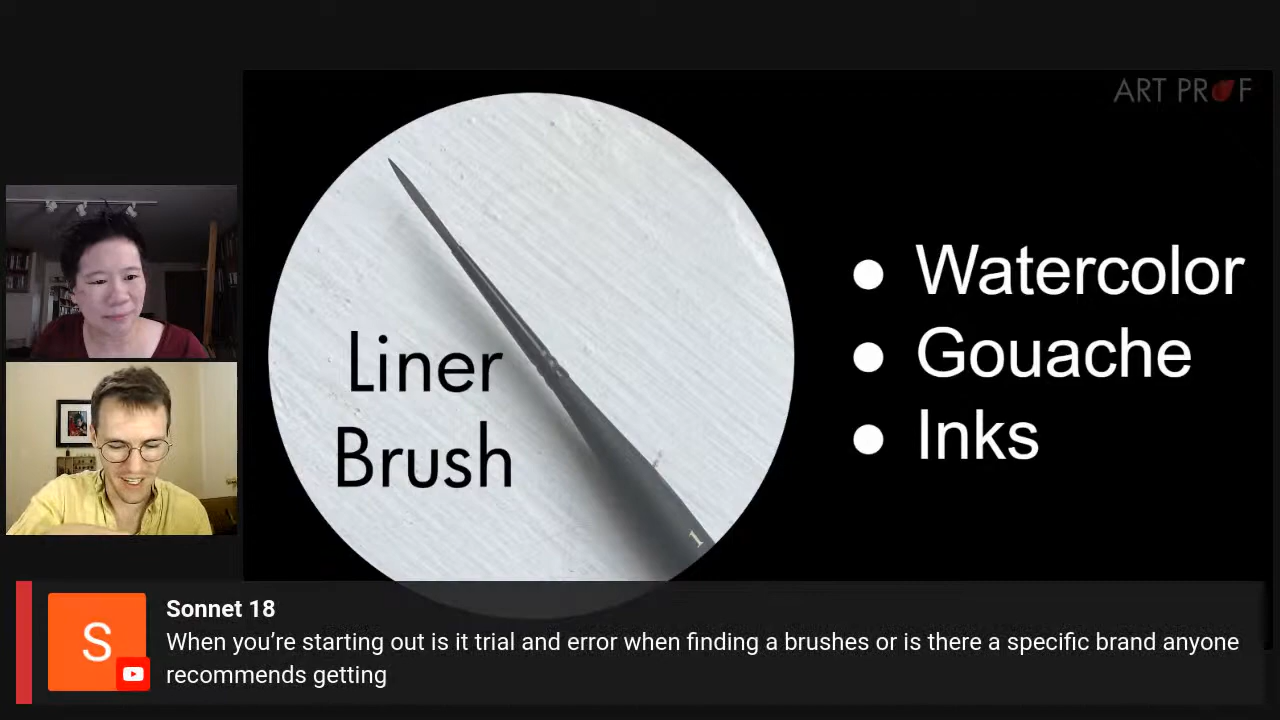 ART PROF
Liner
Brush
1
● Watercolor
● Gouache
● Inks
S
Sonnet 18
When you’re starting out is it trial and error when finding a brushes or is there a specific brand anyone
recommends getting